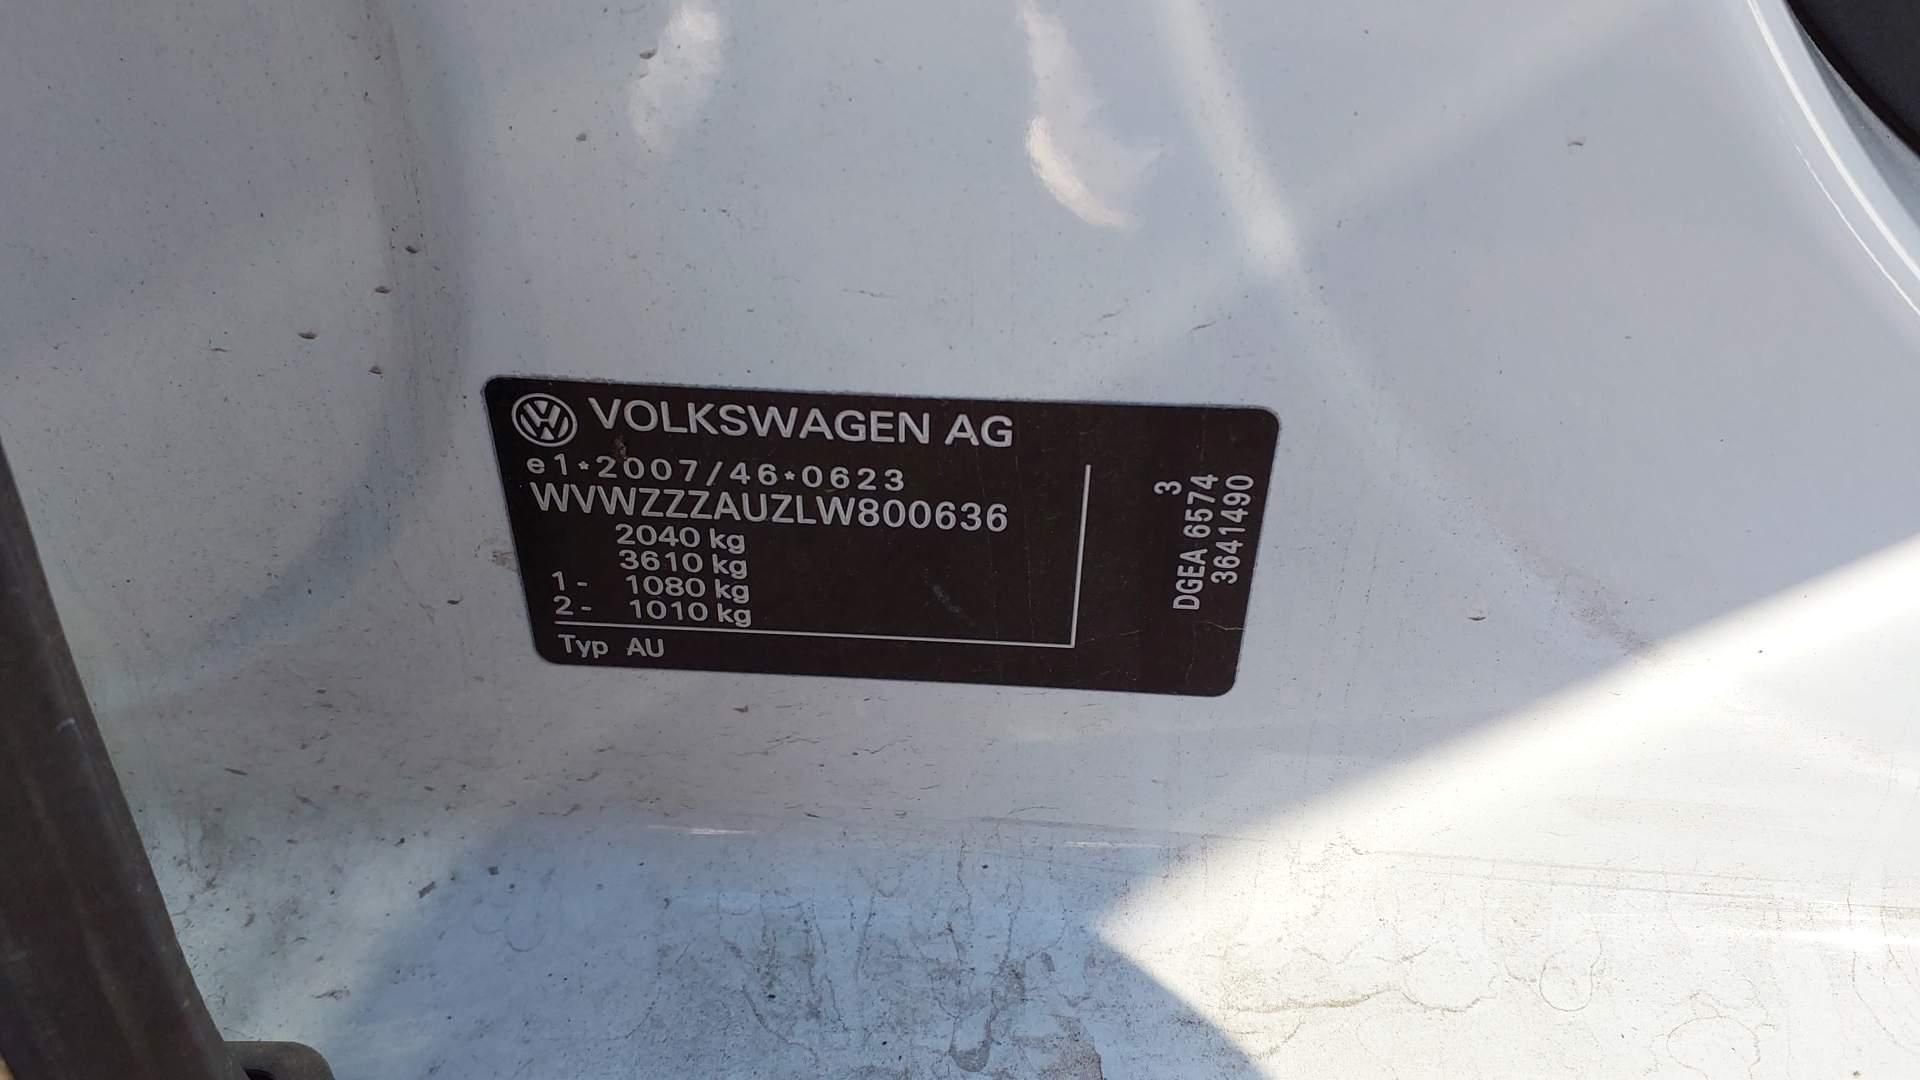 VOLKSWAGEN AG
e1*2007/46*0623
WVWZZZAUZLW800636
2040 kg
3610 kg
1- 1080 kg
2- 1010 kg
Typ AU
3
DGEA 6574
3641490